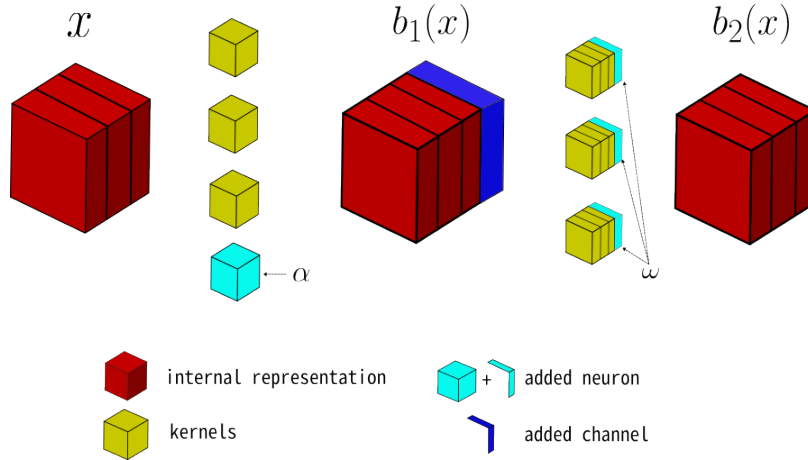 x
b₁(x)
b₂(x)
α
ω
internal representation
+ added neuron
kernels
added channel